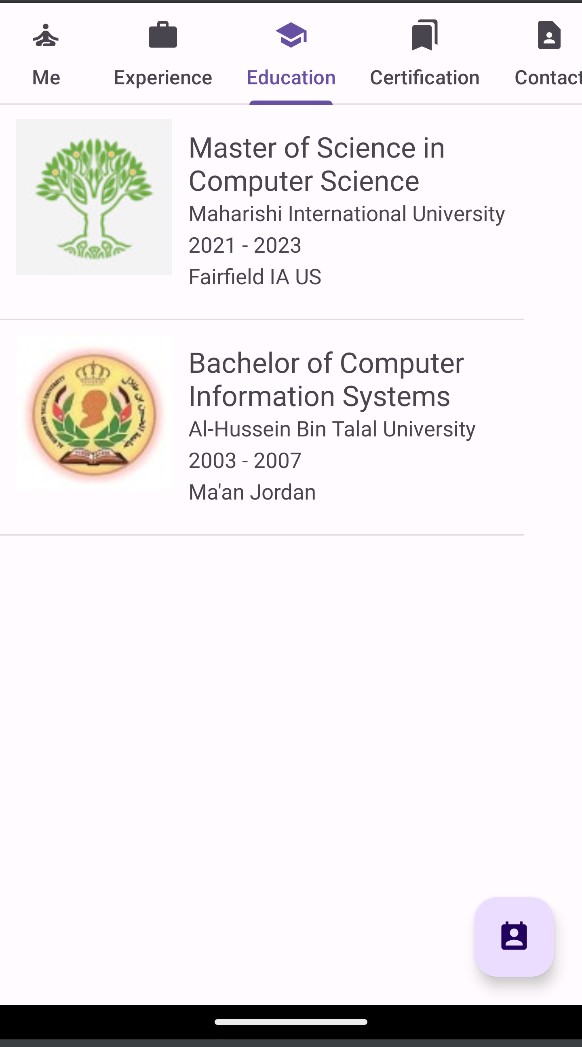 Me
Experience
Education
Certification
Contact
Master of Science in
Computer Science
Maharishi International University
2021 - 2023
Fairfield IA US
Bachelor of Computer
Information Systems
Al-Hussein Bin Talal University
2003 - 2007
Ma'an Jordan